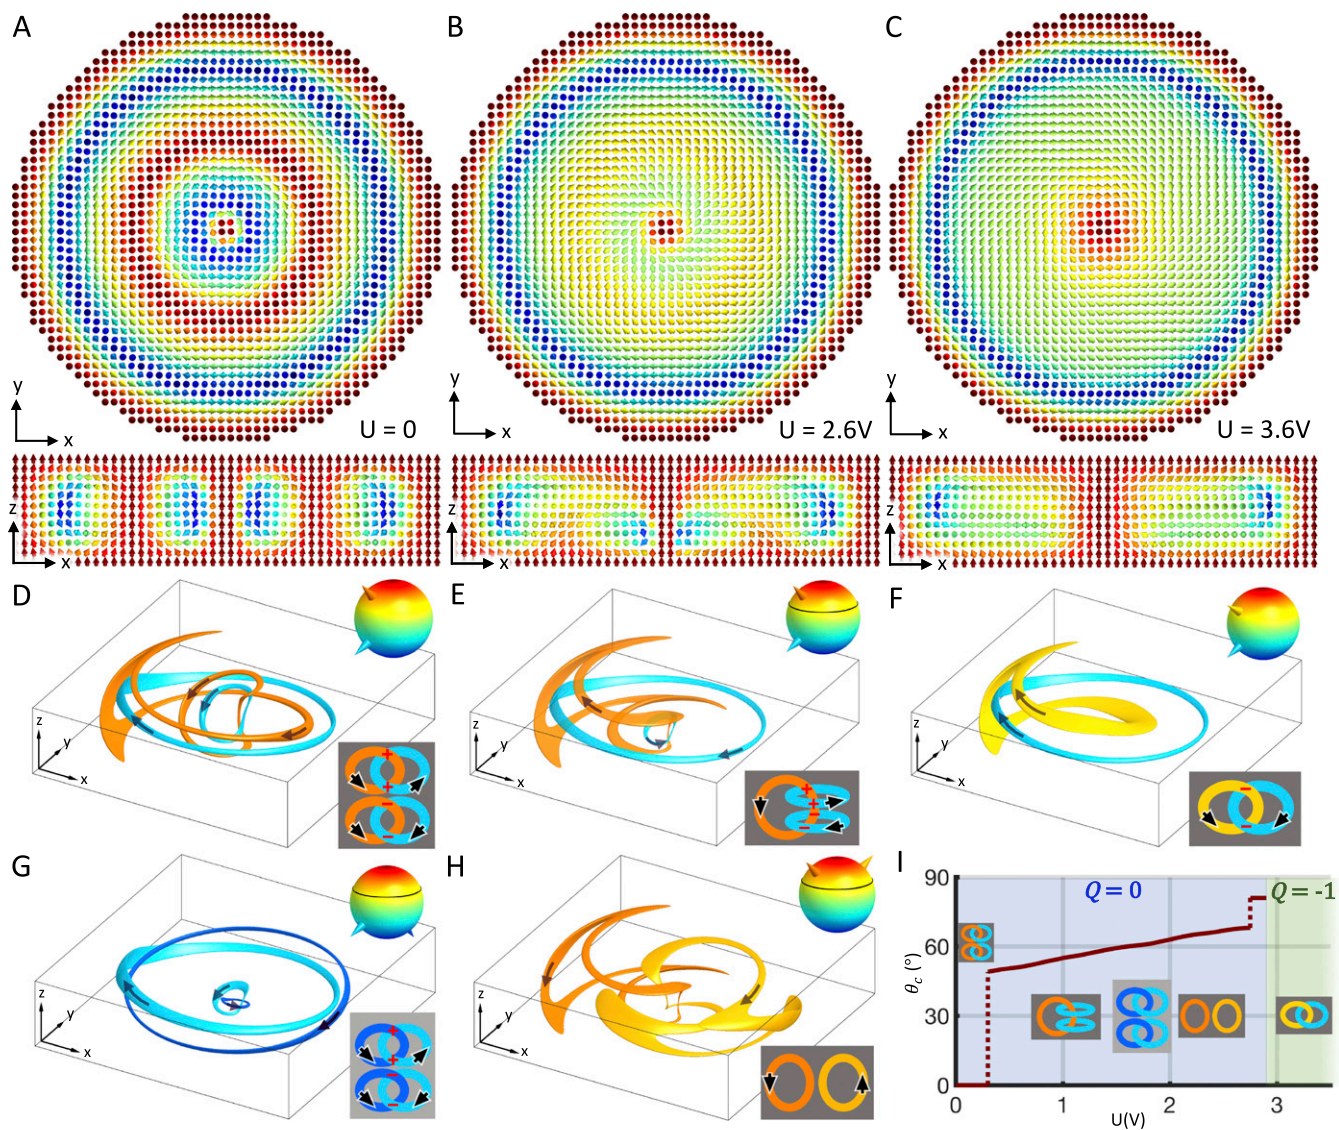 A
B
C
y
x
U = 0
y
x
U = 2.6V
y
x
U = 3.6V
z
x
z
x
z
x
D
z
y
x
+
+
−
−
E
z
y
x
+
+
−
−
F
z
y
x
−
−
G
z
y
x
+
+
−
−
H
z
y
x
I
90
60
30
0
θc (°)
Q = 0
Q = -1
0
1
2
3
U(V)